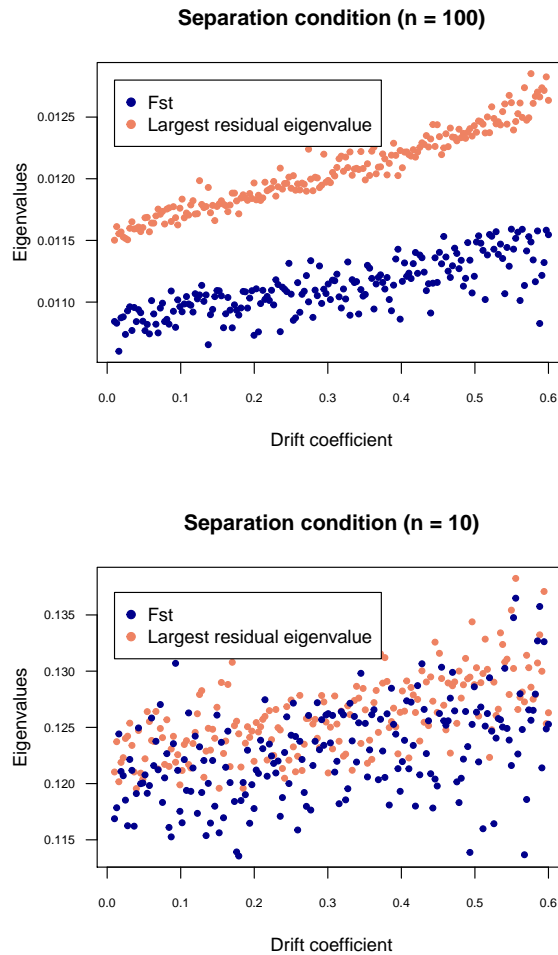 Separation condition (n = 100)
Fst
Largest residual eigenvalue
Eigenvalues
0.0125
0.0120
0.0115
0.0110
0.0 0.1 0.2 0.3 0.4 0.5 0.6
Drift coefficient
Separation condition (n = 10)
Fst
Largest residual eigenvalue
Eigenvalues
0.135
0.130
0.125
0.120
0.115
0.0 0.1 0.2 0.3 0.4 0.5 0.6
Drift coefficient